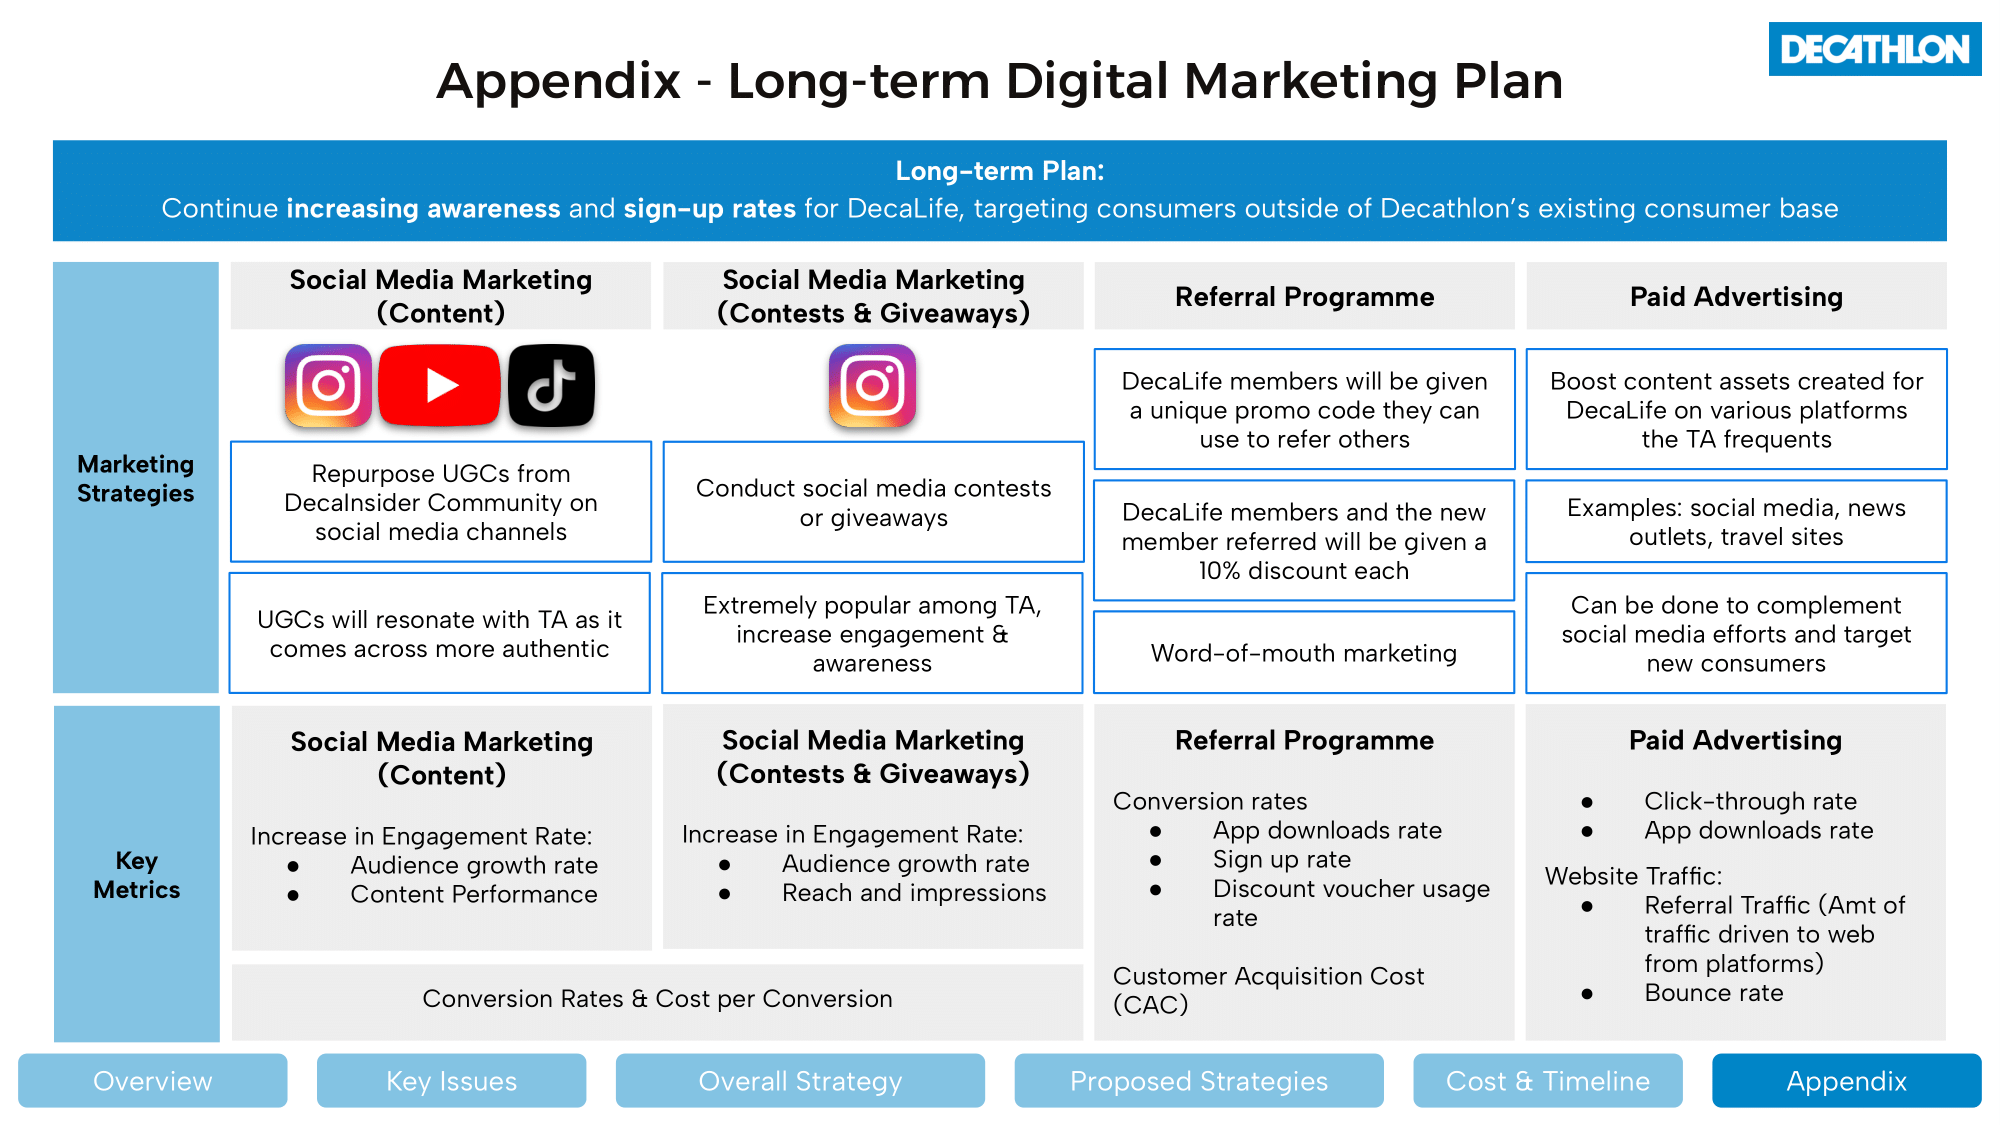 DECATHLON
Appendix - Long-term Digital Marketing Plan
Long-term Plan:
Continue increasing awareness and sign-up rates for DecaLife, targeting consumers outside of Decathlon's existing consumer base
Marketing
Strategies
Social Media Marketing
(Content)
Repurpose UGCs from
DecaInsider Community on
social media channels
UGCs will resonate with TA as it
comes across more authentic
Social Media Marketing
(Contests & Giveaways)
Conduct social media contests
or giveaways
Extremely popular among TA,
increase engagement &
awareness
Referral Programme
DecaLife members will be given
a unique promo code they can
use to refer others
DecaLife members and the new
member referred will be given a
10% discount each
Word-of-mouth marketing
Paid Advertising
Boost content assets created for
DecaLife on various platforms
the TA frequents
Examples: social media, news
outlets, travel sites
Can be done to complement
social media efforts and target
new consumers
Key
Metrics
Social Media Marketing
(Content)
Increase in Engagement Rate:
● Audience growth rate
● Content Performance
Social Media Marketing
(Contests & Giveaways)
Increase in Engagement Rate:
● Audience growth rate
● Reach and impressions
Conversion Rates & Cost per Conversion
Referral Programme
Conversion rates
● App downloads rate
● Sign up rate
● Discount voucher usage
rate
Customer Acquisition Cost
(CAC)
Paid Advertising
● Click-through rate
● App downloads rate
Website Traffic:
● Referral Traffic (Amt of
traffic driven to web
from platforms)
● Bounce rate
Overview
Key Issues
Overall Strategy
Proposed Strategies
Cost & Timeline
Appendix